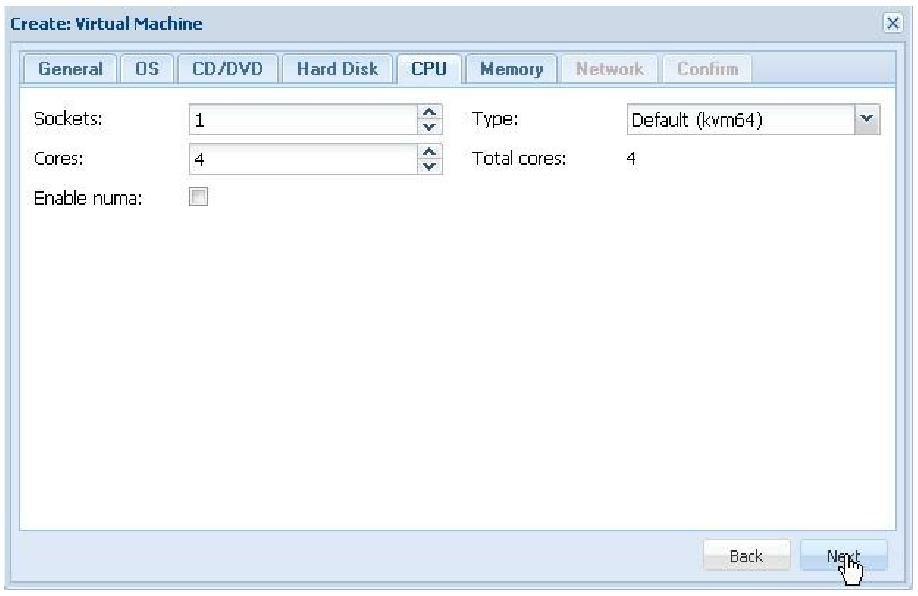 Create: Virtual Machine
General OS CD/DVD Hard Disk CPU Memory Network Confirm
Sockets: 1 Type: Default (kvm64)
Cores: 4 Total cores: 4
Enable numa:
Back Next